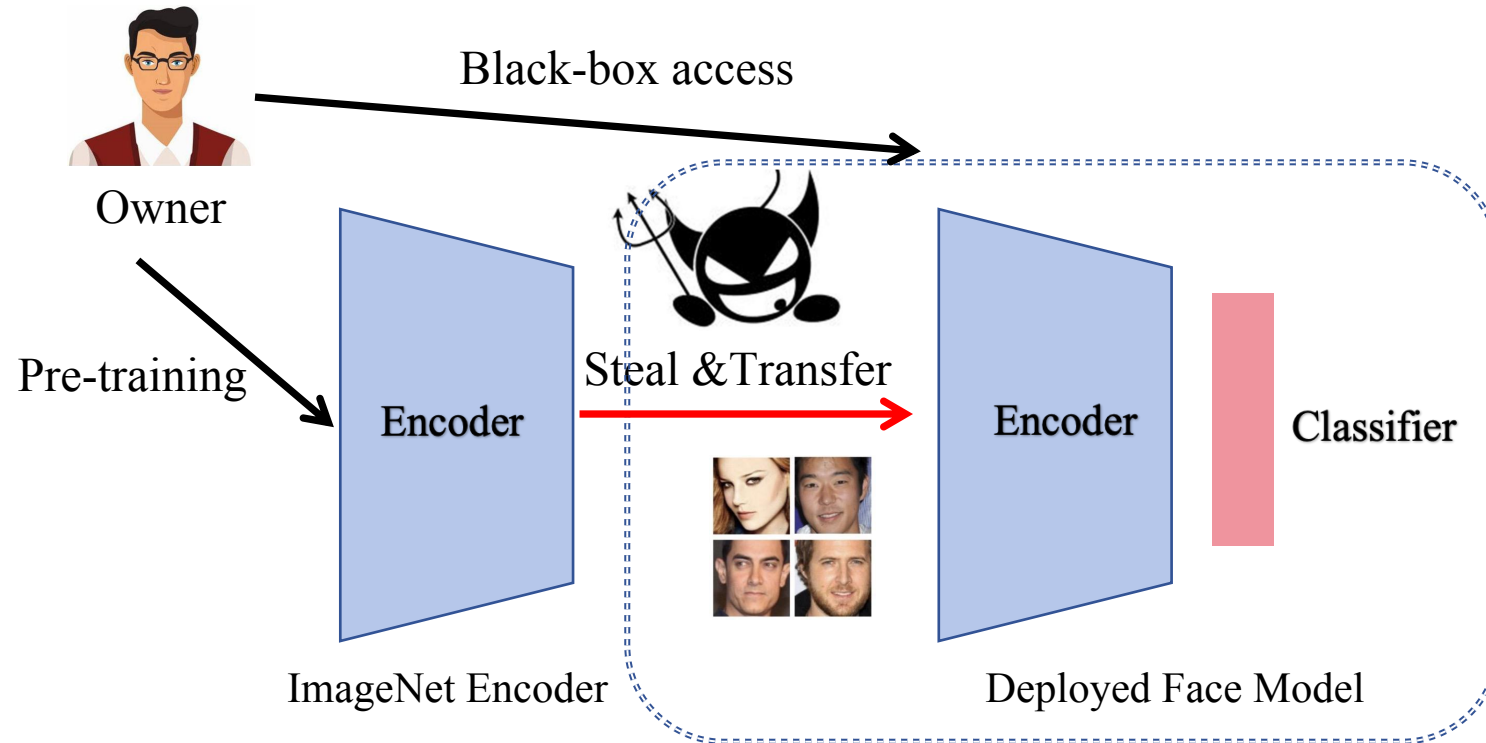 Black-box access
Owner
Pre-training
Steal &Transfer
Encoder
Encoder
Classifier
ImageNet Encoder
Deployed Face Model